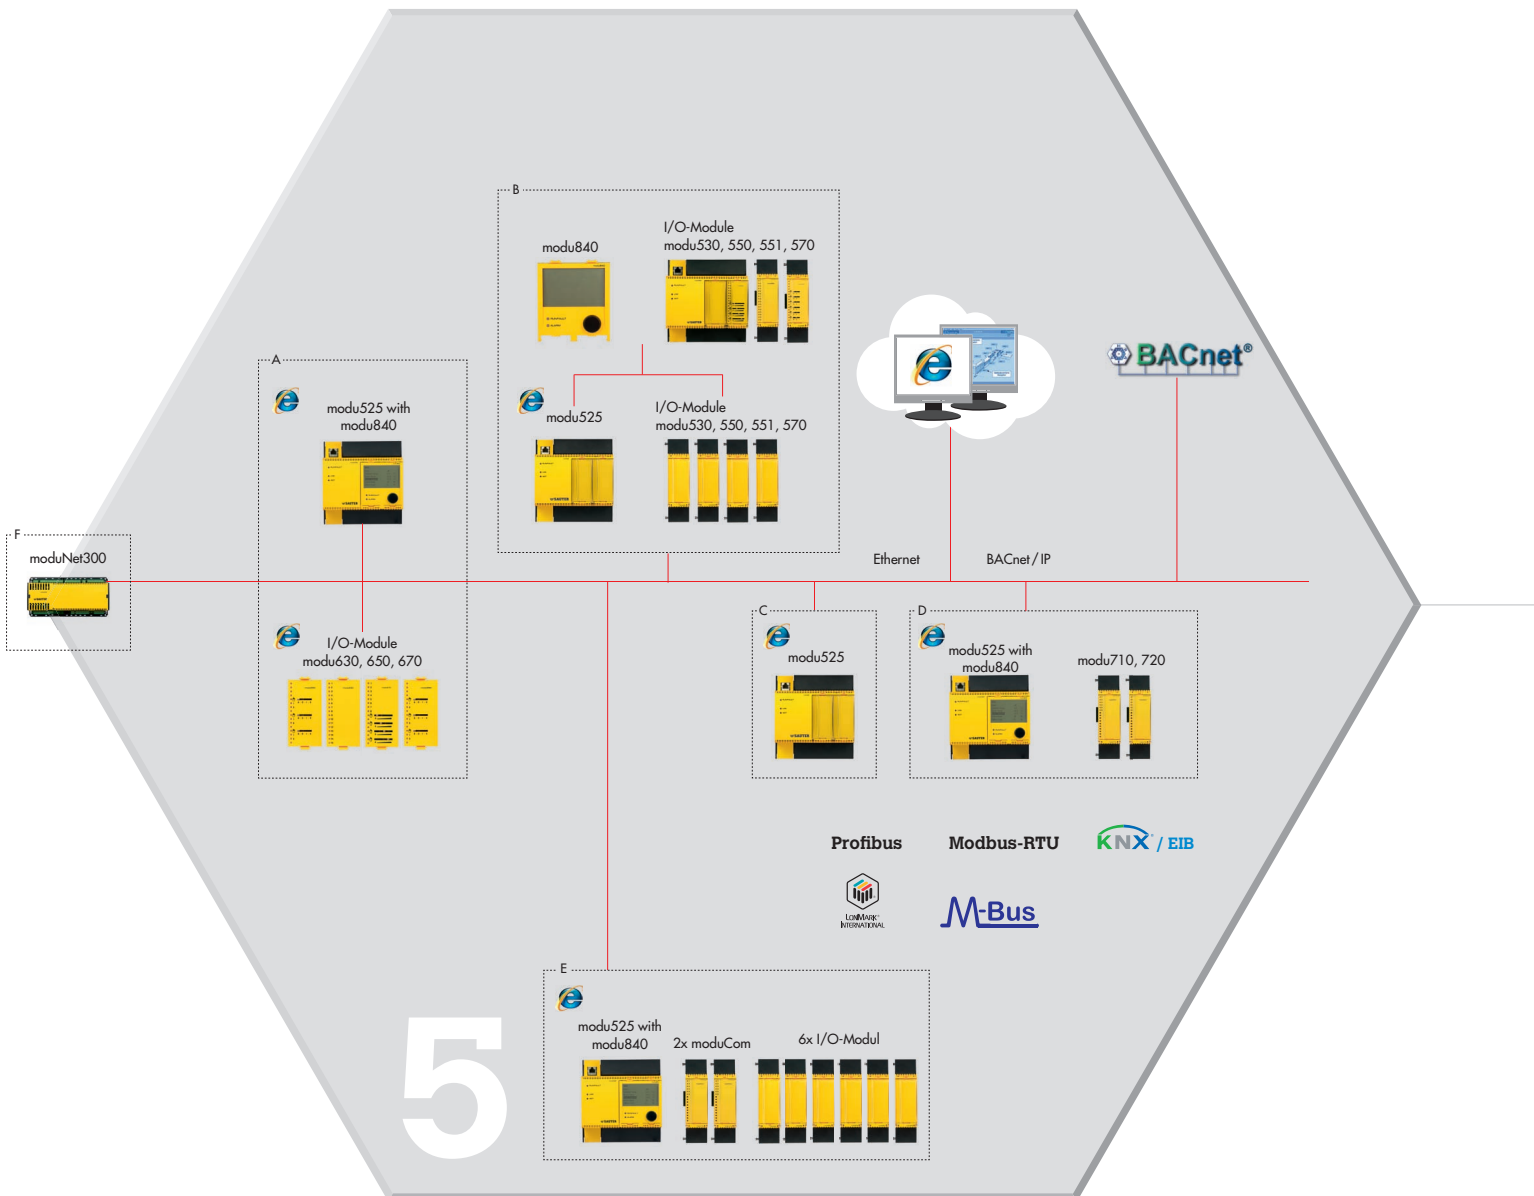 B
I/O-Module
modu530, 550, 551, 570
modu840
A
modu525 with
modu840
modu525
I/O-Module
modu530, 550, 551, 570
BACnet®
F
moduNet300
Ethernet
BACnet / IP
I/O-Module
modu630, 650, 670
C
modu525
D
modu525 with
modu840
modu710, 720
Profibus
Modbus-RTU
KNX® / EIB
LONMARK®
INTERNATIONAL
M-Bus
E
modu525 with
modu840
2x moduCom
6x I/O-Modul
5